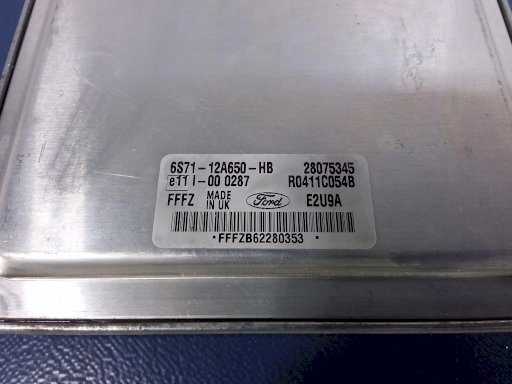 6S71-12A650-HB 28075345
e11 I-00 0287 R0411C054B
FFFZ MADE IN UK Ford E2U9A
· FFFZB62280353 ·